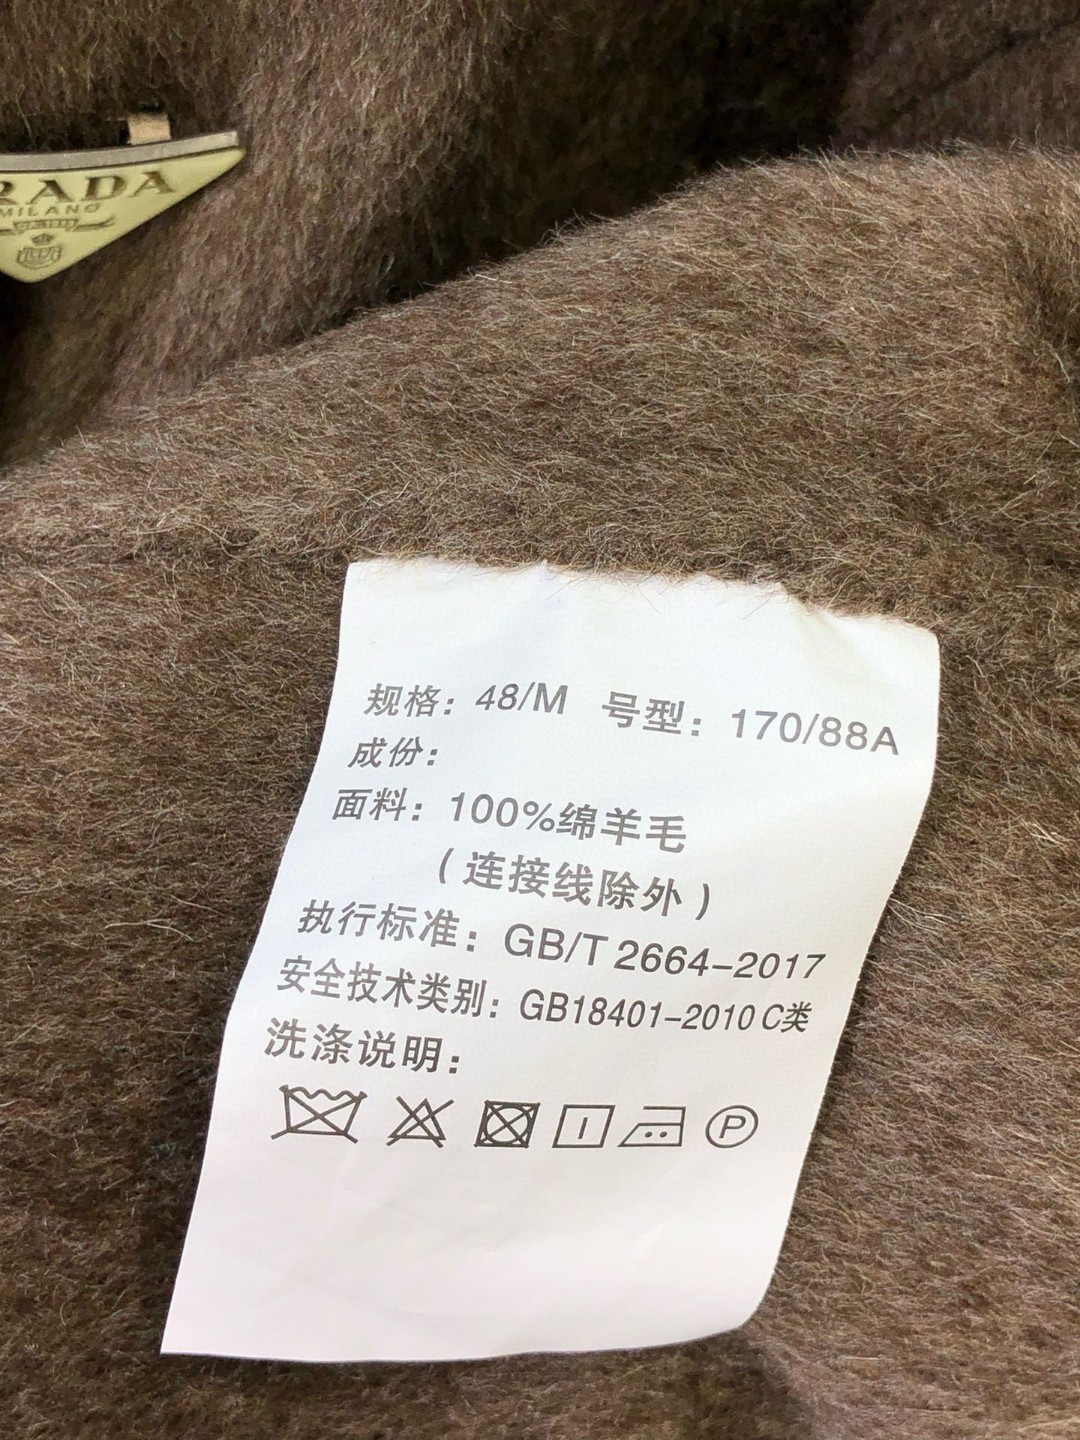 RADA
MILANO
规格：48/M 号型：170/88A
成份：
面料：100%绵羊毛
（连接线除外）
执行标准：GB/T 2664-2017
安全技术类别：GB18401-2010 C类
洗涤说明：
P